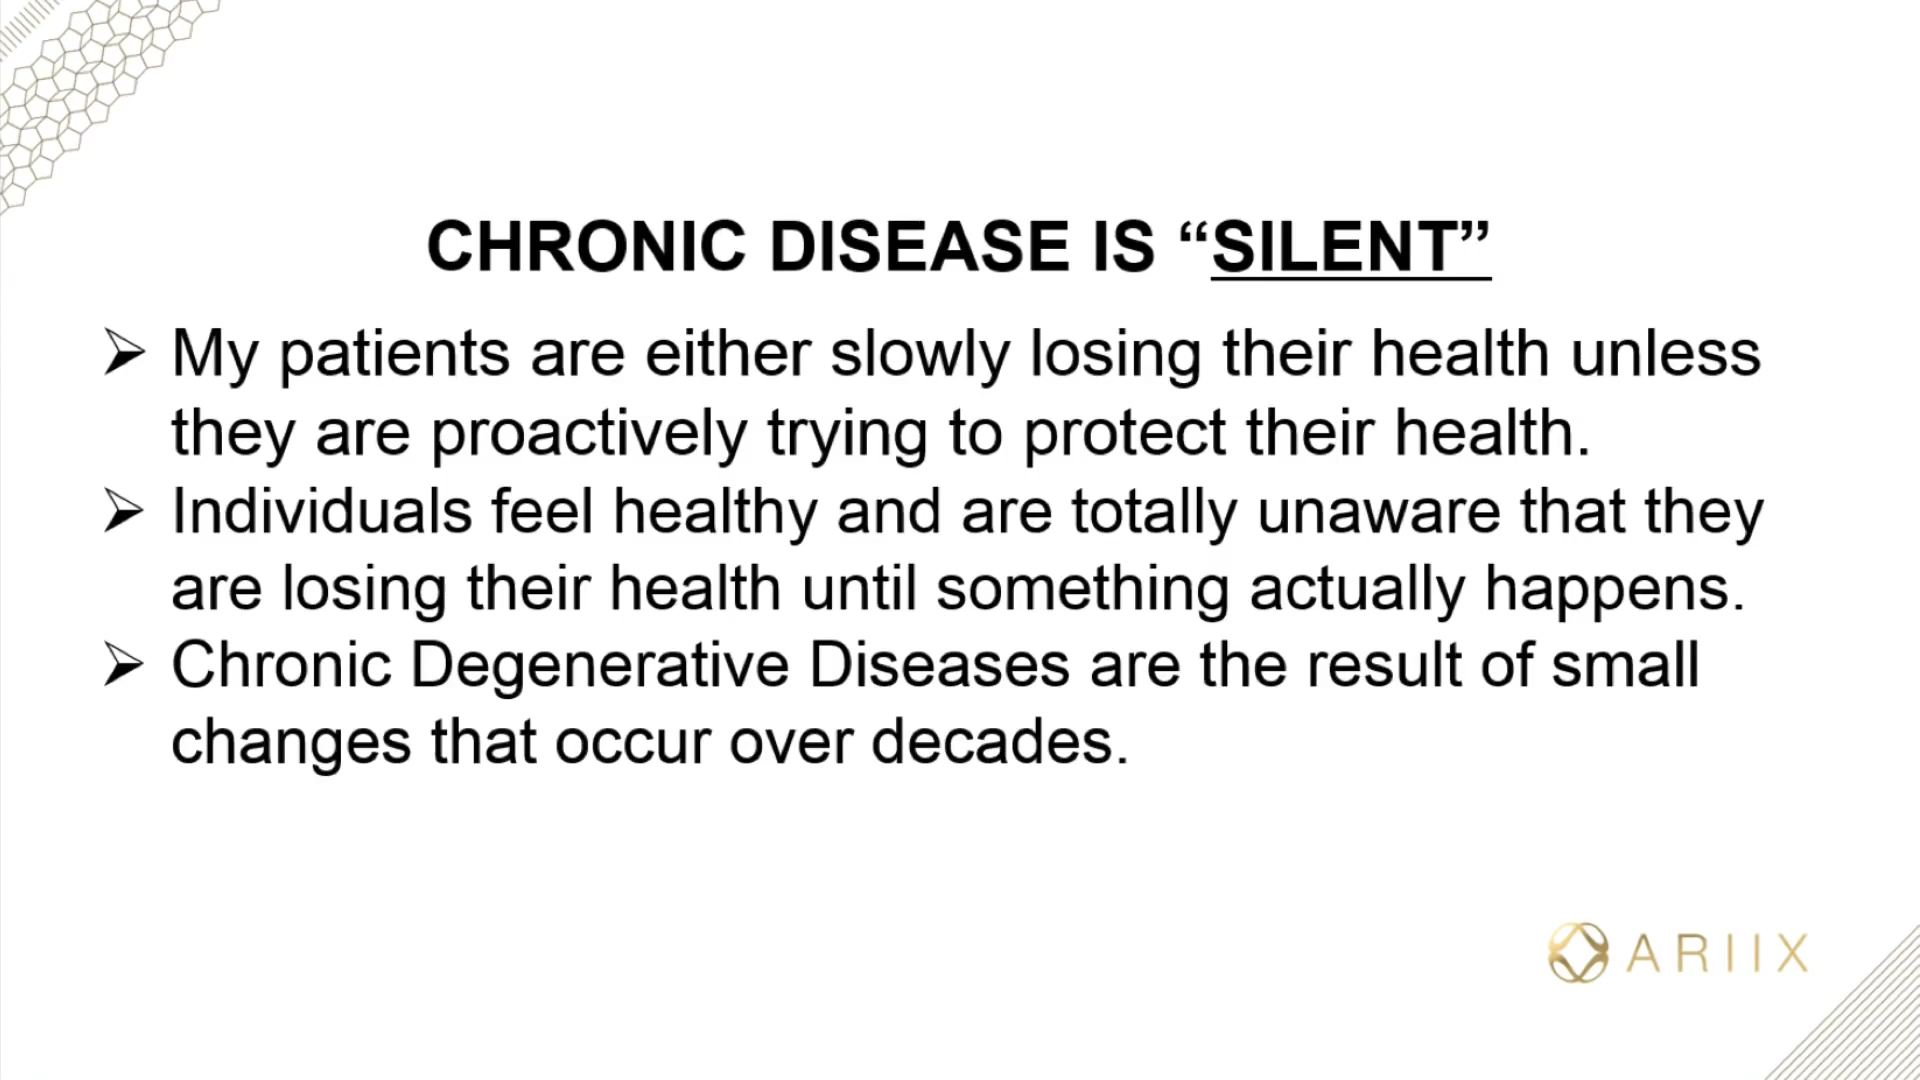 CHRONIC DISEASE IS “SILENT”
➢ My patients are either slowly losing their health unless
they are proactively trying to protect their health.
➢ Individuals feel healthy and are totally unaware that they
are losing their health until something actually happens.
➢ Chronic Degenerative Diseases are the result of small
changes that occur over decades.
ARIIX